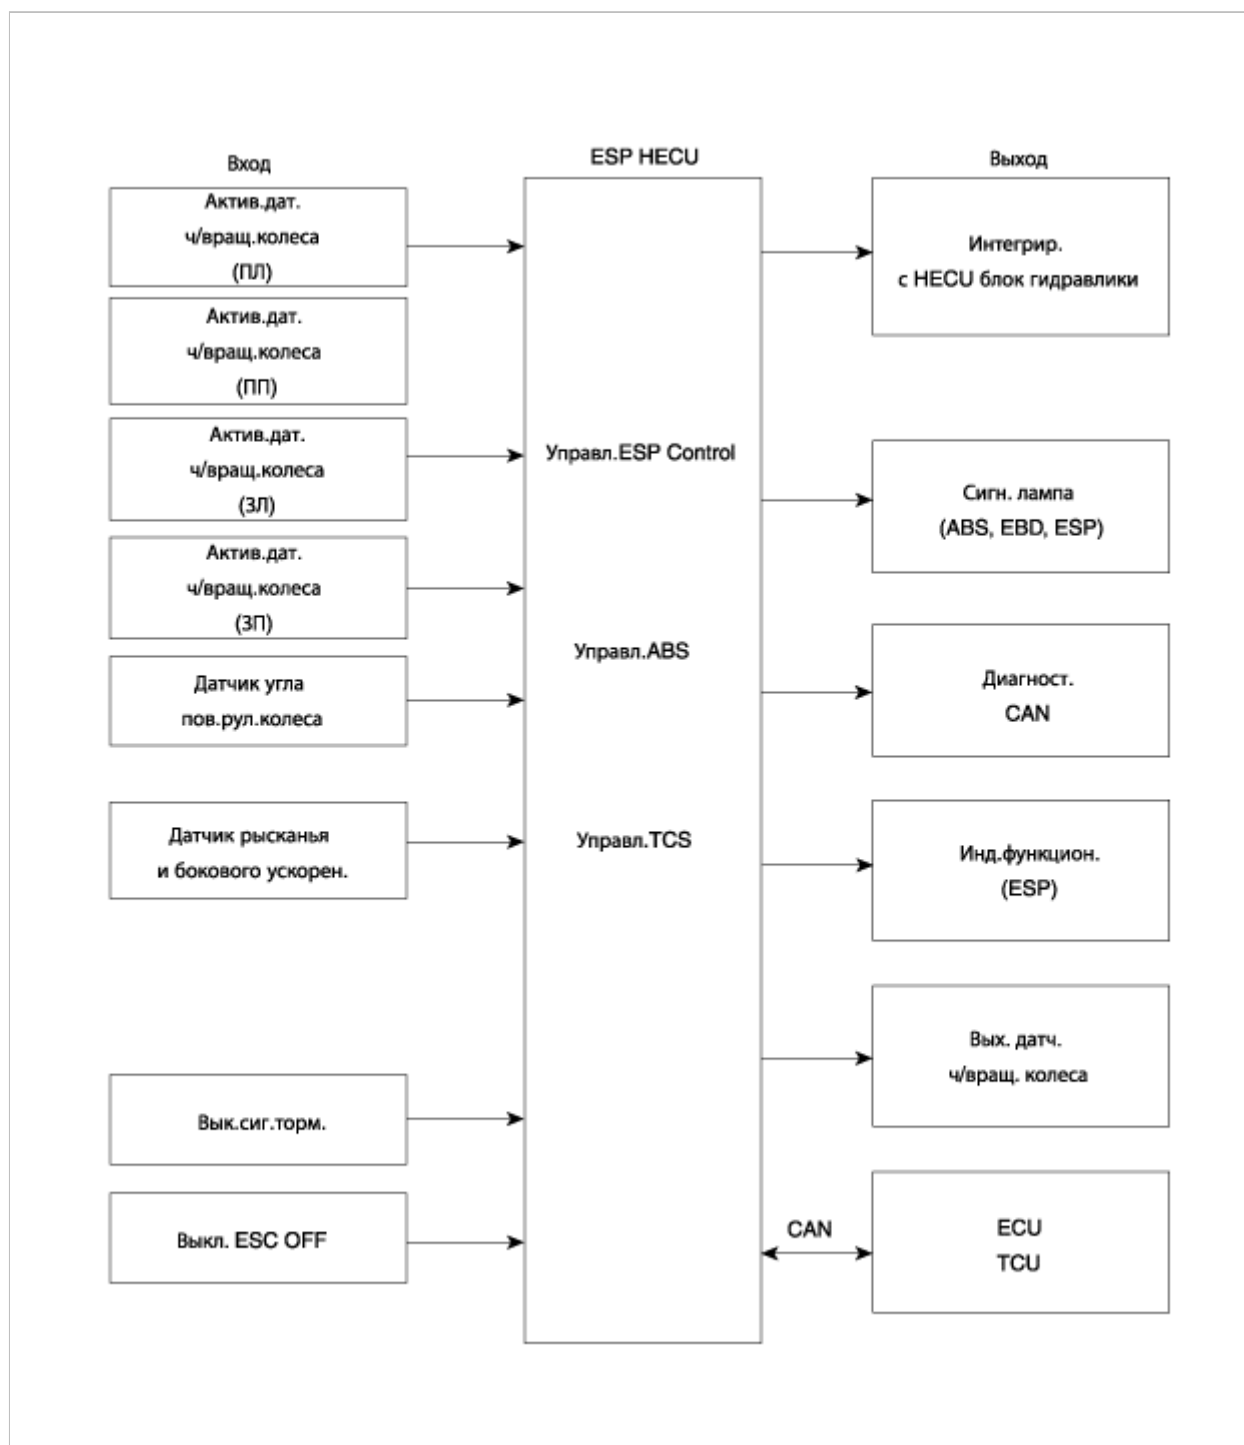 Вход
Актив.дат.
ч/вращ.колеса
(ПЛ)
Актив.дат.
ч/вращ.колеса
(ПП)
Актив.дат.
ч/вращ.колеса
(ЗЛ)
Актив.дат.
ч/вращ.колеса
(ЗП)
Датчик угла
пов.рул.колеса
Датчик рысканья
и бокового ускорен.
Вык.сиг.торм.
Выкл. ESC OFF
ESP HECU
Управл.ESP Control
Управл.ABS
Управл.TCS
Выход
Интегрир.
с HECU блок гидравлики
Сигн. лампа
(ABS, EBD, ESP)
Диагност.
CAN
Инд.функцион.
(ESP)
Вых. датч.
ч/вращ. колеса
CAN
ECU
TCU